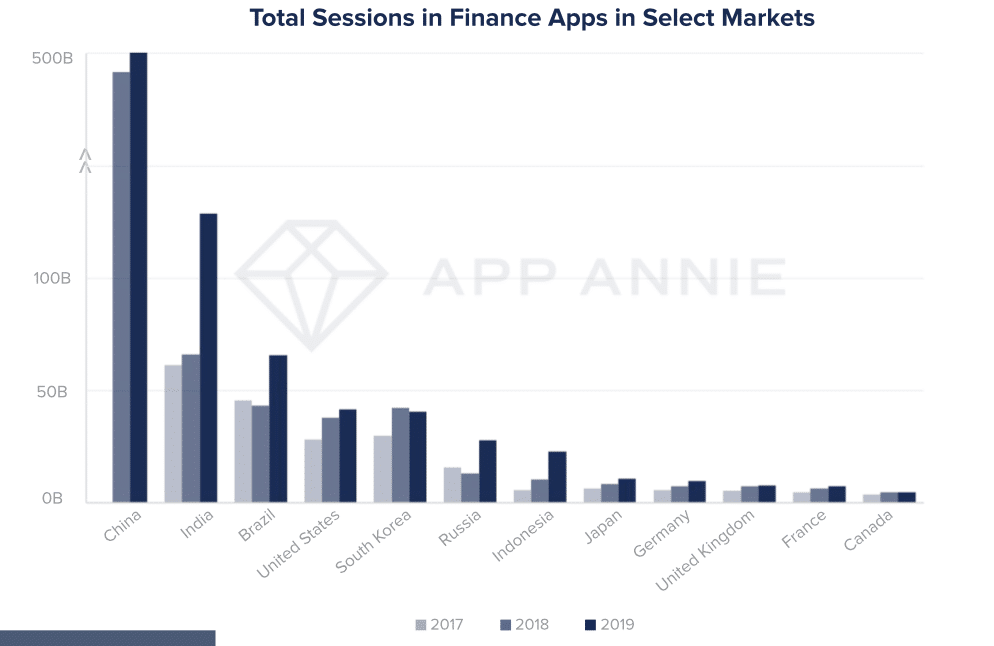 Total Sessions in Finance Apps in Select Markets
500B
100B
50B
0B
APP ANNIE
China
India
Brazil
United States
South Korea
Russia
Indonesia
Japan
Germany
United Kingdom
France
Canada
2017 2018 2019